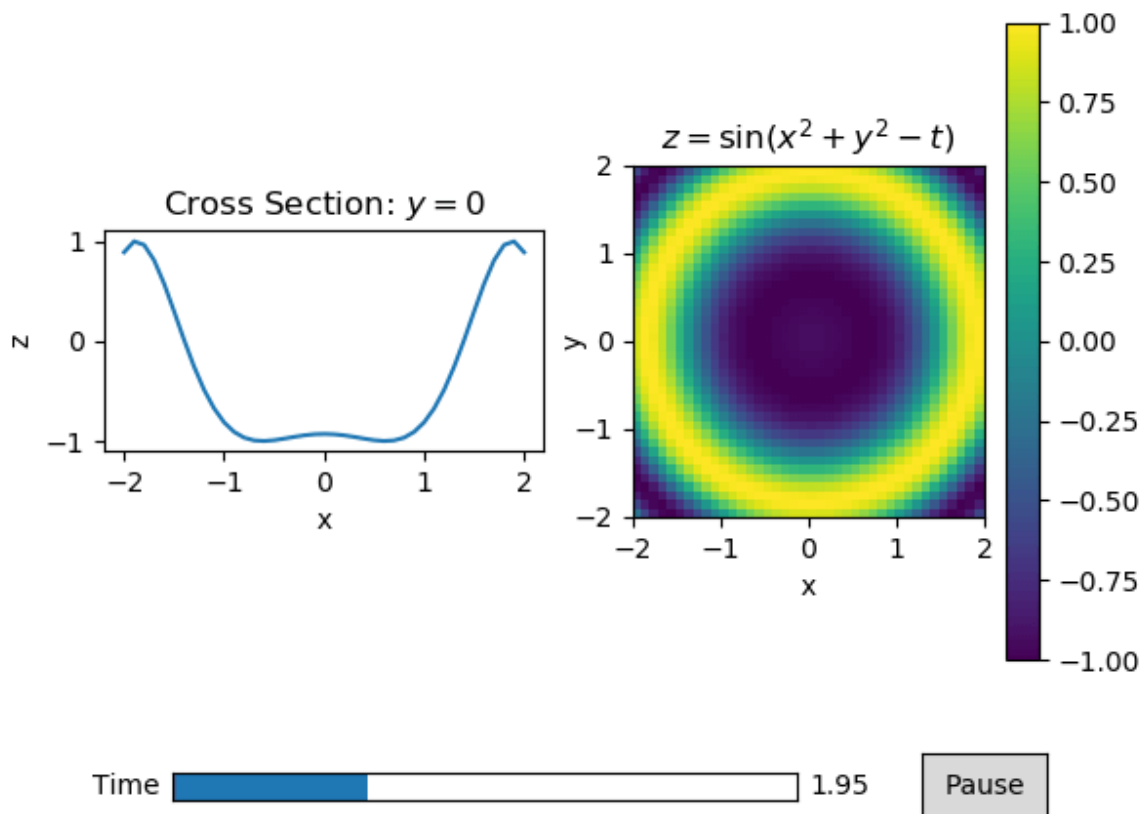 Cross Section: y = 0
1
0
−1
z
−2 −1 0 1 2
x
z = sin(x² + y² − t)
2
1
0
−1
−2
y
−2 −1 0 1 2
x
1.00
0.75
0.50
0.25
0.00
−0.25
−0.50
−0.75
−1.00
Time 1.95 Pause